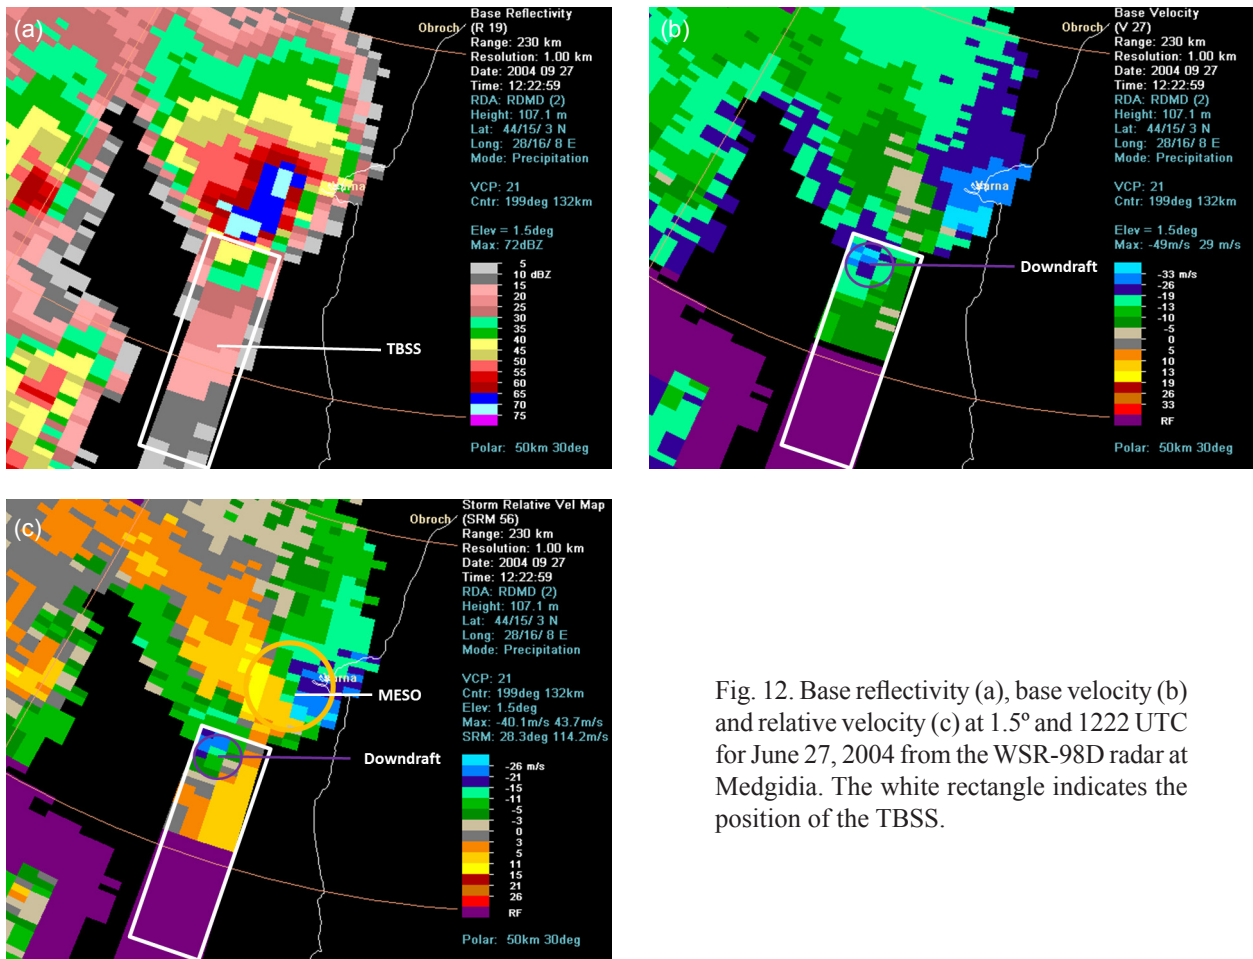 (a)
Obroch
Base Reflectivity
(R 19)
Range: 230 km
Resolution: 1.00 km
Date: 2004 09 27
Time: 12:22:59
RDA: RDMD (2)
Height: 107.1 m
Lat: 44/15/ 3 N
Long: 28/16/ 8 E
Mode: Precipitation
Varna
VCP: 21
Cntr: 199deg 132km
Elev = 1.5deg
Max: 72dBZ
5
10 dBZ
15
20
25
30
35
40
45
50
55
60
65
70
75
TBSS
Polar: 50km 30deg
(b)
Obroch
Base Velocity
(V 27)
Range: 230 km
Resolution: 1.00 km
Date: 2004 09 27
Time: 12:22:59
RDA: RDMD (2)
Height: 107.1 m
Lat: 44/15/ 3 N
Long: 28/16/ 8 E
Mode: Precipitation
Varna
VCP: 21
Cntr: 199deg 132km
Elev = 1.5deg
Max: -49m/s 29 m/s
Downdraft
-33 m/s
-26
-19
-13
-10
-5
0
5
10
13
19
26
33
RF
Polar: 50km 30deg
(c)
Obroch
Storm Relative Vel Map
(SRM 56)
Range: 230 km
Resolution: 1.00 km
Date: 2004 09 27
Time: 12:22:59
RDA: RDMD (2)
Height: 107.1 m
Lat: 44/15/ 3 N
Long: 28/16/ 8 E
Mode: Precipitation
Varna
VCP: 21
Cntr: 199deg 132km
Elev: 1.5deg
Max: -40.1m/s 43.7m/s
SRM: 28.3deg 114.2m/s
MESO
Downdraft
-26 m/s
-21
-15
-11
-5
-3
0
3
5
11
15
21
26
RF
Polar: 50km 30deg
Fig. 12. Base reflectivity (a), base velocity (b)
and relative velocity (c) at 1.5º and 1222 UTC
for June 27, 2004 from the WSR-98D radar at
Medgidia. The white rectangle indicates the
position of the TBSS.